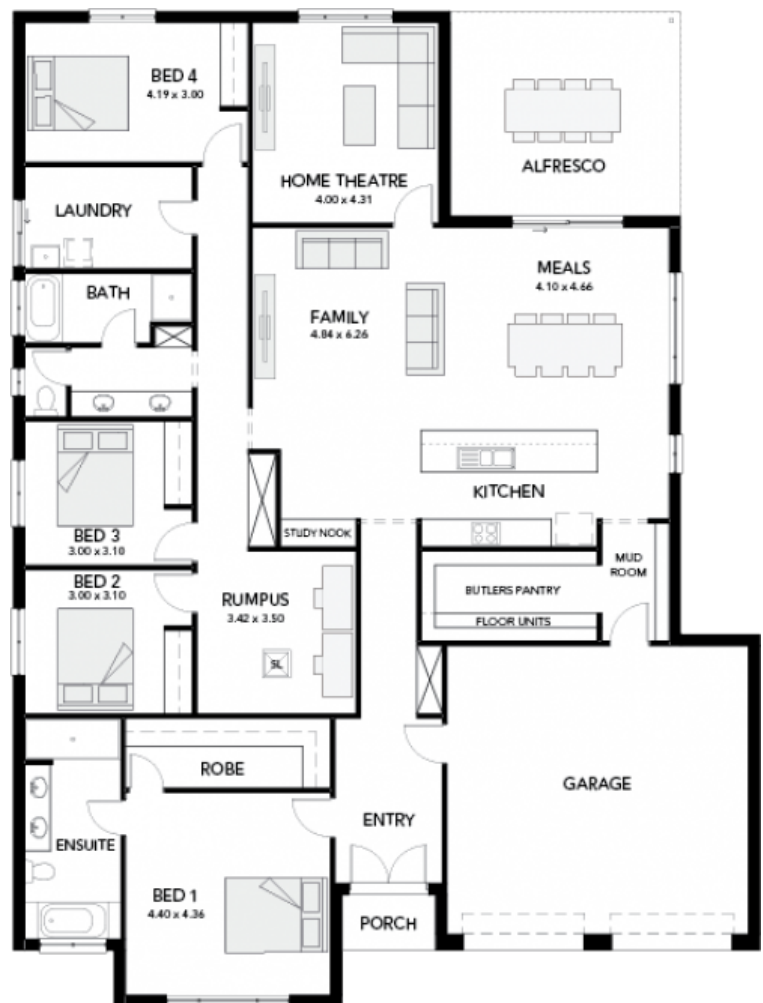 BED 4
4.19 x 3.00
HOME THEATRE
4.00 x 4.31
ALFRESCO
LAUNDRY
BATH
FAMILY
4.84 x 6.26
MEALS
4.10 x 4.66
KITCHEN
STUDY NOOK
BED 3
3.00 x 3.10
BED 2
3.00 x 3.10
RUMPUS
3.42 x 3.50
SL
MUD
ROOM
BUTLERS PANTRY
FLOOR UNITS
ROBE
GARAGE
ENTRY
ENSUITE
BED 1
4.40 x 4.36
PORCH